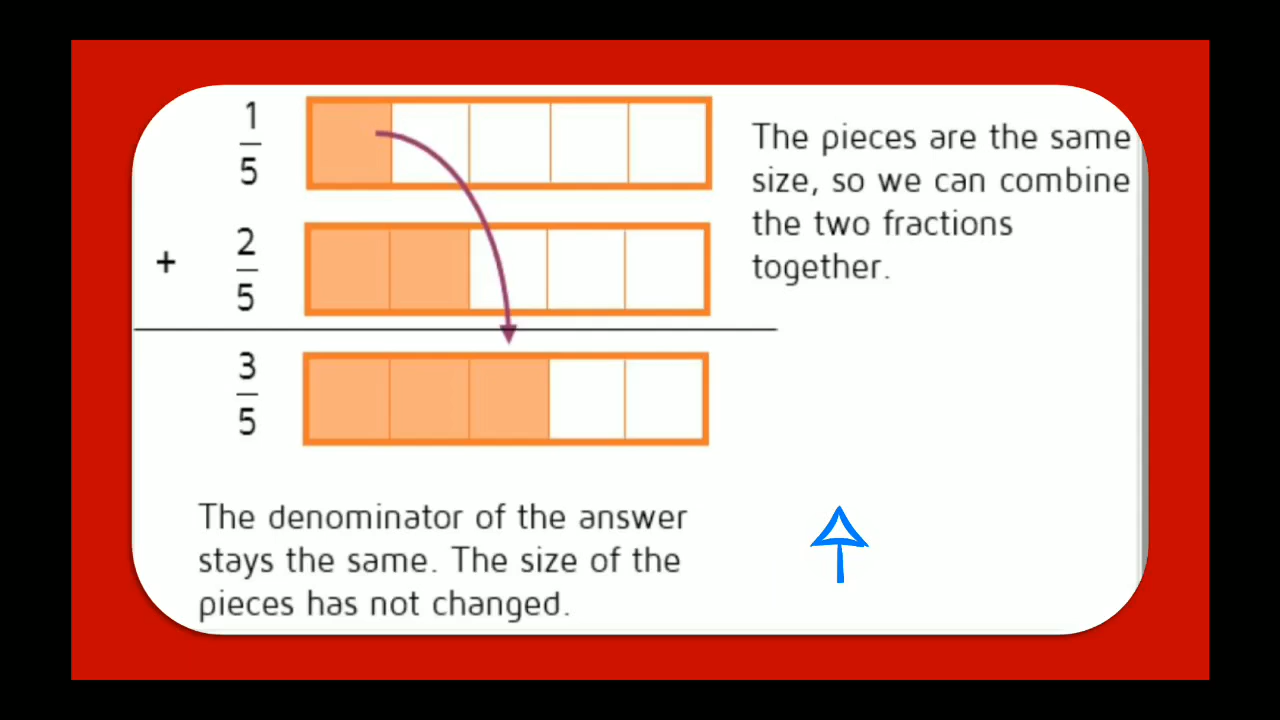 1
5
The pieces are the same
size, so we can combine
the two fractions
together.
+ 2
5
3
5
The denominator of the answer
stays the same. The size of the
pieces has not changed.